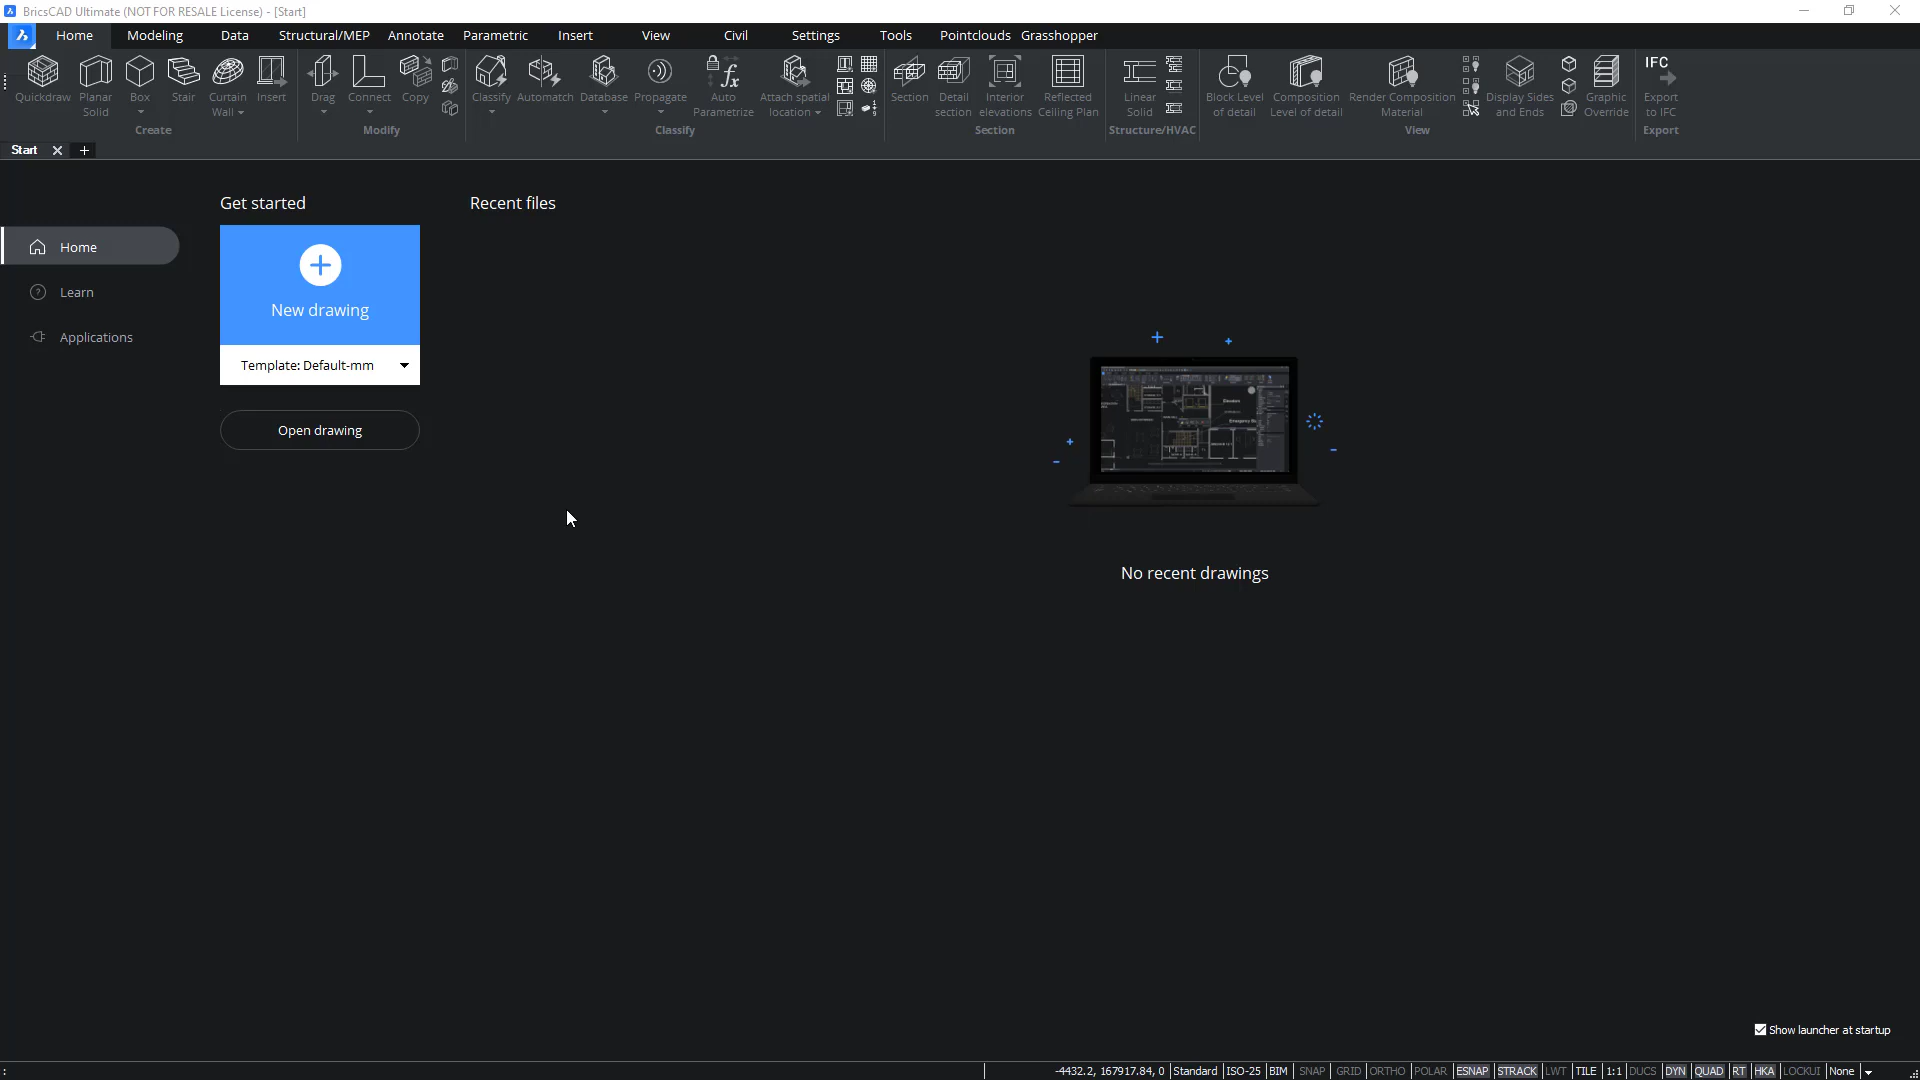 BricsCAD Ultimate (NOT FOR RESALE License) - [Start]
Home Modeling Data Structural/MEP Annotate Parametric Insert View Civil Settings Tools Pointclouds Grasshopper
Quickdraw
Planar Solid
Box
Stair
Curtain Wall
Insert
Create
Drag
Connect
Copy
Modify
Classify
Automatch
Database
Propagate
Auto Parametrize
Attach spatial location
Classify
Section
Detail section
Interior elevations
Reflected Ceiling Plan
Section
Linear Solid
Structure/HVAC
Block Level of detail
Composition Level of detail
Render Composition Material
Display Sides and Ends
Graphic Override
View
IFC
Export to IFC
Export
Start
Get started
Recent files
Home
Learn
Applications
New drawing
Template: Default-mm
Open drawing
No recent drawings
Show launcher at startup
:
-4432.2, 167917.84, 0 Standard ISO-25 BIM SNAP GRID ORTHO POLAR ESNAP STRACK LWT TILE 1:1 DUCS DYN QUAD RT HKA LOCKUI None